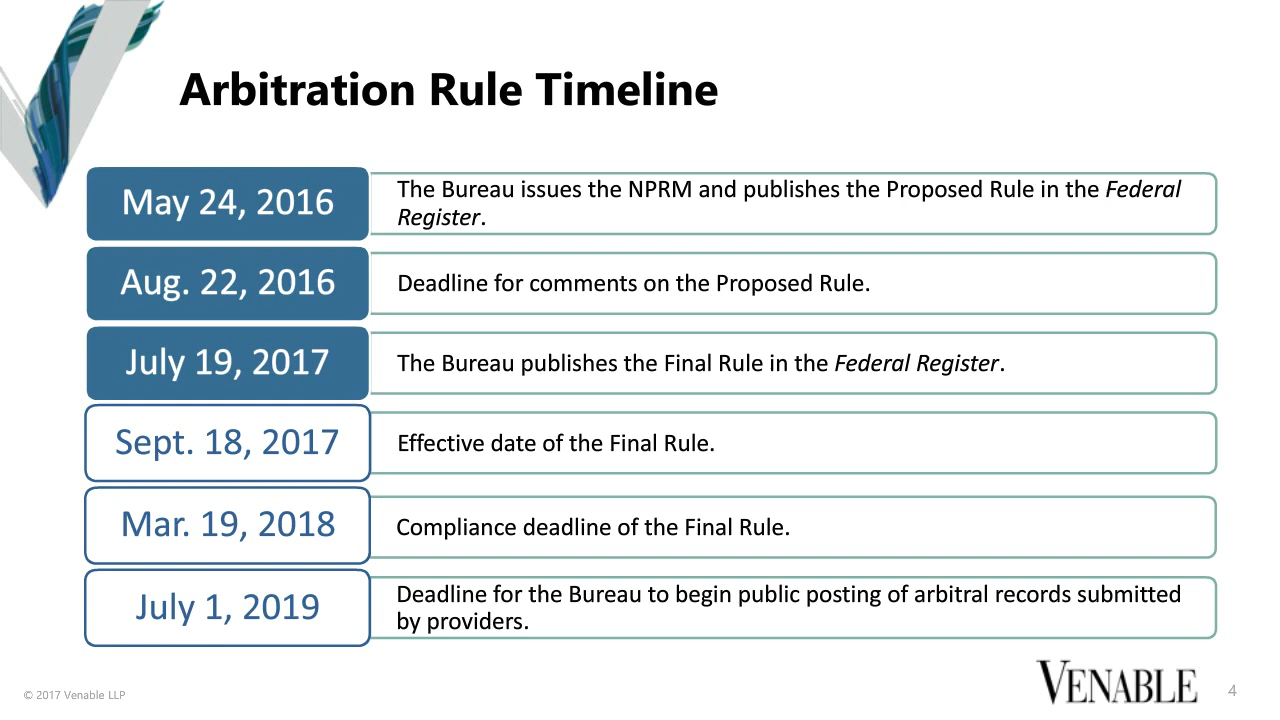 Arbitration Rule Timeline
May 24, 2016
The Bureau issues the NPRM and publishes the Proposed Rule in the Federal
Register.
Aug. 22, 2016
Deadline for comments on the Proposed Rule.
July 19, 2017
The Bureau publishes the Final Rule in the Federal Register.
Sept. 18, 2017
Effective date of the Final Rule.
Mar. 19, 2018
Compliance deadline of the Final Rule.
July 1, 2019
Deadline for the Bureau to begin public posting of arbitral records submitted
by providers.
© 2017 Venable LLP
VENABLE
4